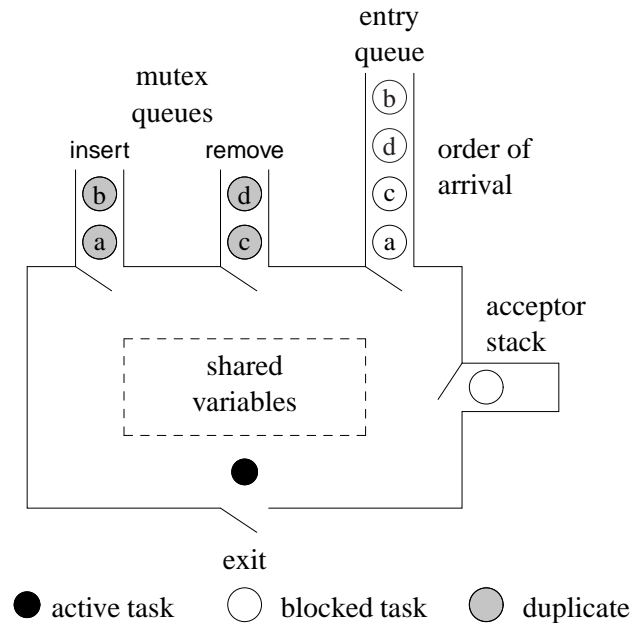 entry
queue
mutex
queues
insert
remove
b
d
c
a
b
a
d
c
order of
arrival
acceptor
stack
shared
variables
exit
active task
blocked task
duplicate